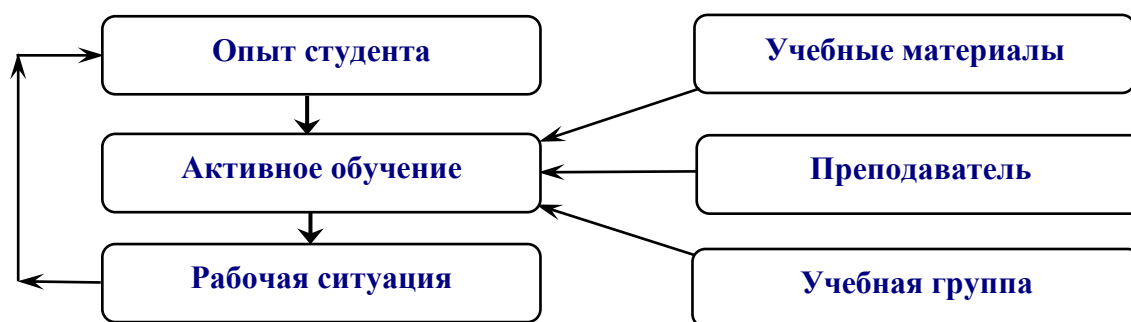 Опыт студента
Активное обучение
Рабочая ситуация
Учебные материалы
Преподаватель
Учебная группа